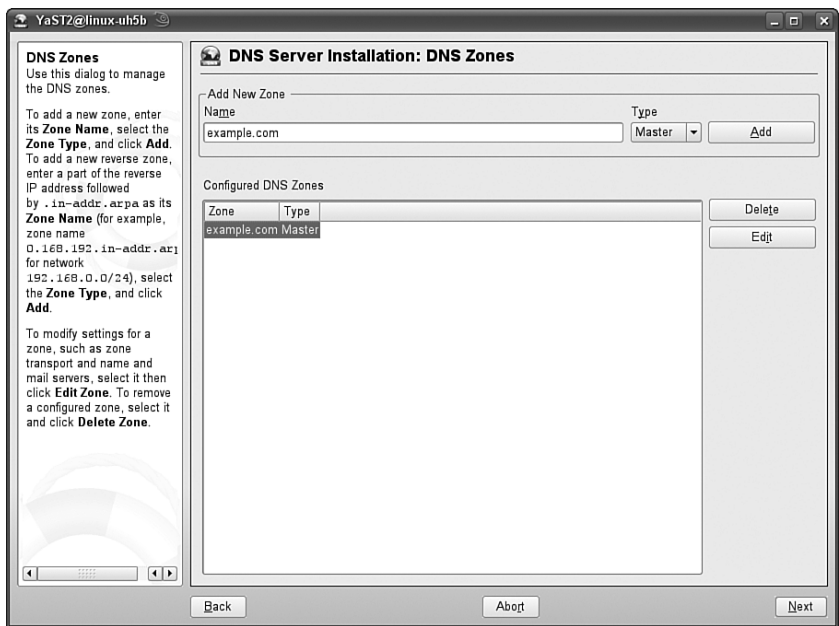 YaST2@linux-uh5b
DNS Zones
Use this dialog to manage
the DNS zones.
To add a new zone, enter
its Zone Name, select the
Zone Type, and click Add.
To add a new reverse zone,
enter a part of the reverse
IP address followed
by .in-addr.arpa as its
Zone Name (for example,
zone name
0.168.192.in-addr.arp
for network
192.168.0.0/24), select
the Zone Type, and click
Add.
To modify settings for a
zone, such as zone
transport and name and
mail servers, select it then
click Edit Zone. To remove
a configured zone, select it
and click Delete Zone.
DNS Server Installation: DNS Zones
Add New Zone
Name
Type
example.com
Master
Add
Configured DNS Zones
Zone Type
example.com Master
Delete
Edit
Back
Abort
Next